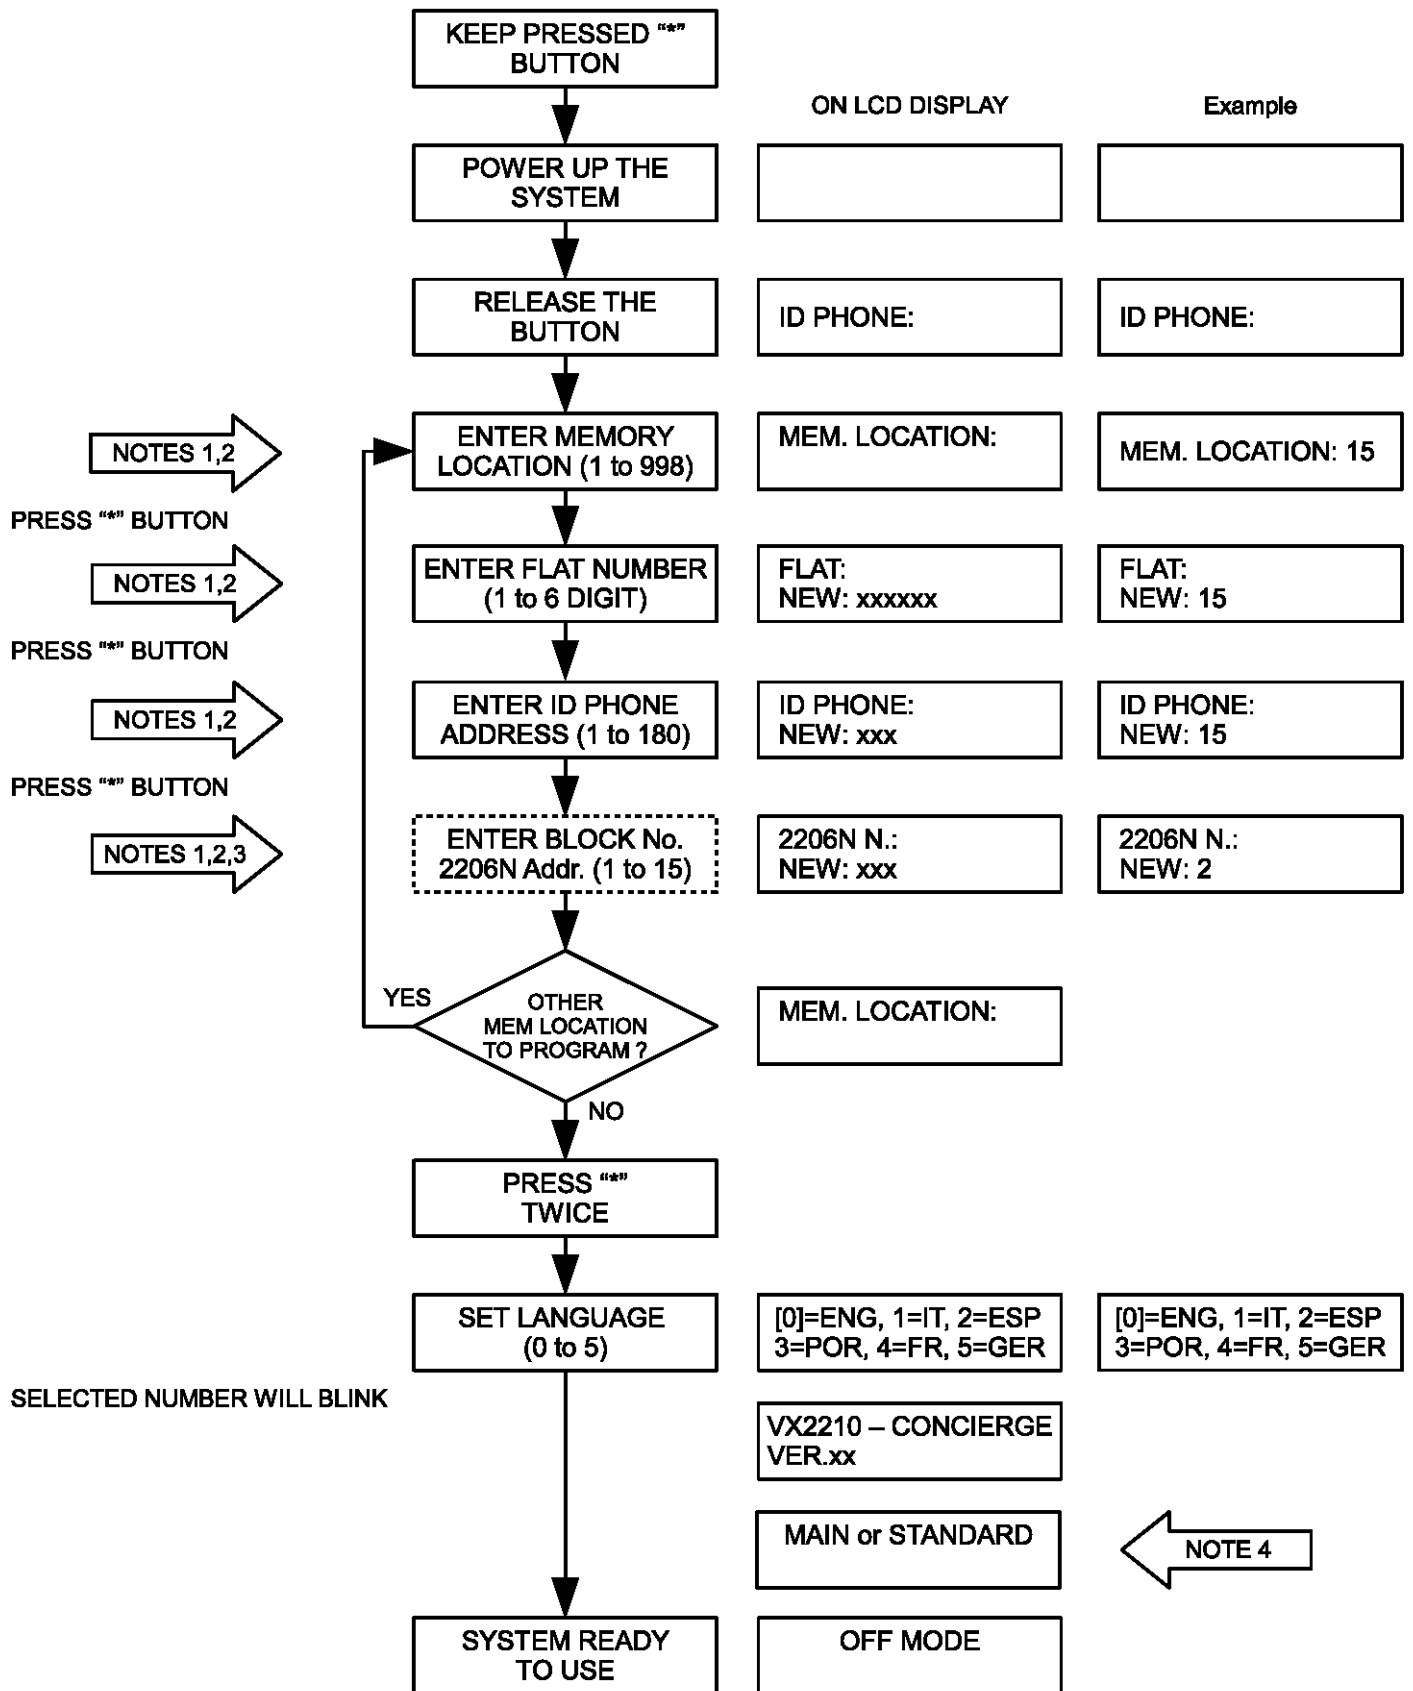 KEEP PRESSED “*”
BUTTON
ON LCD DISPLAY
Example
POWER UP THE
SYSTEM
RELEASE THE
BUTTON
ID PHONE:
ID PHONE:
NOTES 1,2
ENTER MEMORY
LOCATION (1 to 998)
MEM. LOCATION:
MEM. LOCATION: 15
PRESS “*” BUTTON
NOTES 1,2
ENTER FLAT NUMBER
(1 to 6 DIGIT)
FLAT:
NEW: xxxxxx
FLAT:
NEW: 15
PRESS “*” BUTTON
NOTES 1,2
ENTER ID PHONE
ADDRESS (1 to 180)
ID PHONE:
NEW: xxx
ID PHONE:
NEW: 15
PRESS “*” BUTTON
NOTES 1,2,3
ENTER BLOCK No.
2206N Addr. (1 to 15)
2206N N.:
NEW: xxx
2206N N.:
NEW: 2
YES
OTHER
MEM LOCATION
TO PROGRAM ?
MEM. LOCATION:
NO
PRESS “*”
TWICE
SET LANGUAGE
(0 to 5)
[0]=ENG, 1=IT, 2=ESP
3=POR, 4=FR, 5=GER
[0]=ENG, 1=IT, 2=ESP
3=POR, 4=FR, 5=GER
SELECTED NUMBER WILL BLINK
VX2210 – CONCIERGE
VER.xx
MAIN or STANDARD
NOTE 4
SYSTEM READY
TO USE
OFF MODE